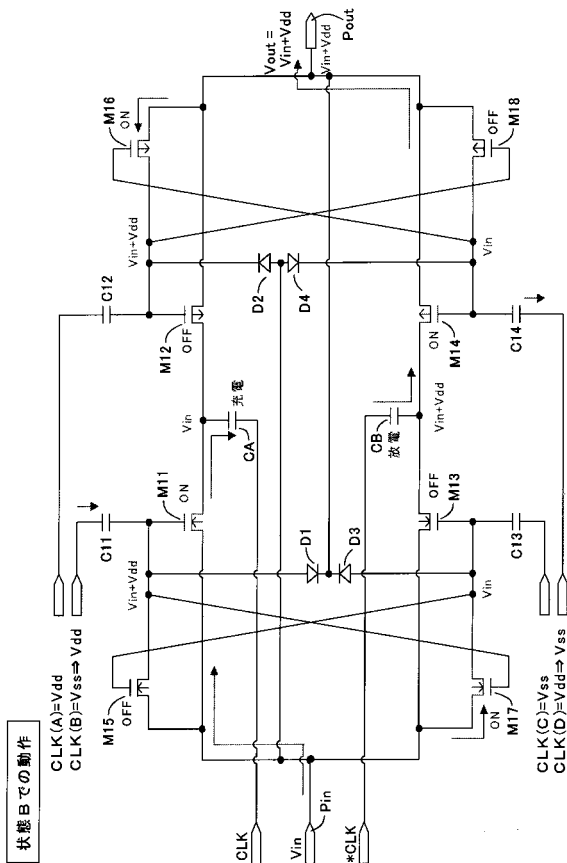 状態Bでの動作
CLK(A)=Vdd
CLK(B)=Vss⇒Vdd
C11
C12
M15
OFF
Vin+Vdd
M11
ON
M12
OFF
Vin+Vdd
M16
ON
Vin
CA
充電
CLK
Vin
Pin
*CLK
D1
D3
D2
D4
Vout=
Vin+Vdd
Vin+Vdd
Pout
CB
放電
Vin+Vdd
M17
ON
Vin
OFF
M13
ON
M14
Vin
OFF
M18
C13
C14
CLK(C)=Vss
CLK(D)=Vdd⇒Vss